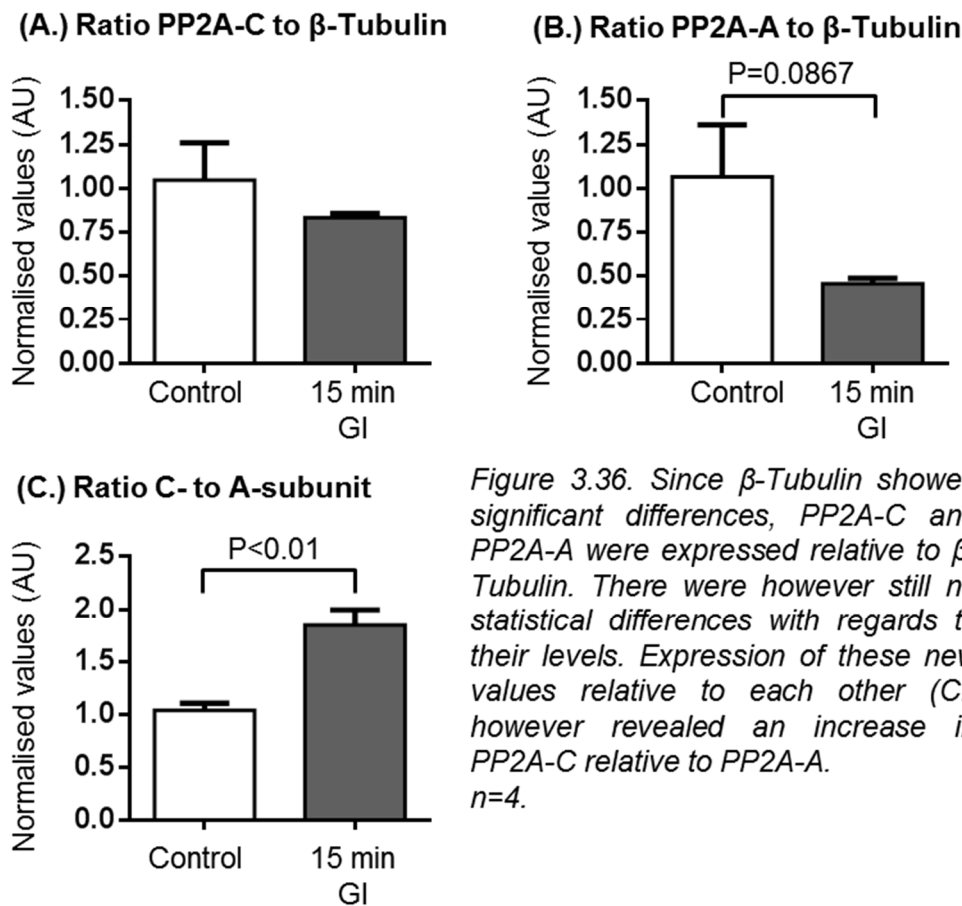 (A.) Ratio PP2A-C to β-Tubulin
Normalised values (AU)
1.50
1.25
1.00
0.75
0.50
0.25
0.00
Control
15 min
GI
(B.) Ratio PP2A-A to β-Tubulin
P=0.0867
Normalised values (AU)
1.50
1.25
1.00
0.75
0.50
0.25
0.00
Control
15 min
GI
(C.) Ratio C- to A-subunit
P<0.01
Normalised values (AU)
2.5
2.0
1.5
1.0
0.5
0.0
Control
15 min
GI
Figure 3.36. Since β-Tubulin showe
significant differences, PP2A-C an
PP2A-A were expressed relative to β
Tubulin. There were however still n
statistical differences with regards t
their levels. Expression of these nev
values relative to each other (C
however revealed an increase i
PP2A-C relative to PP2A-A.
n=4.